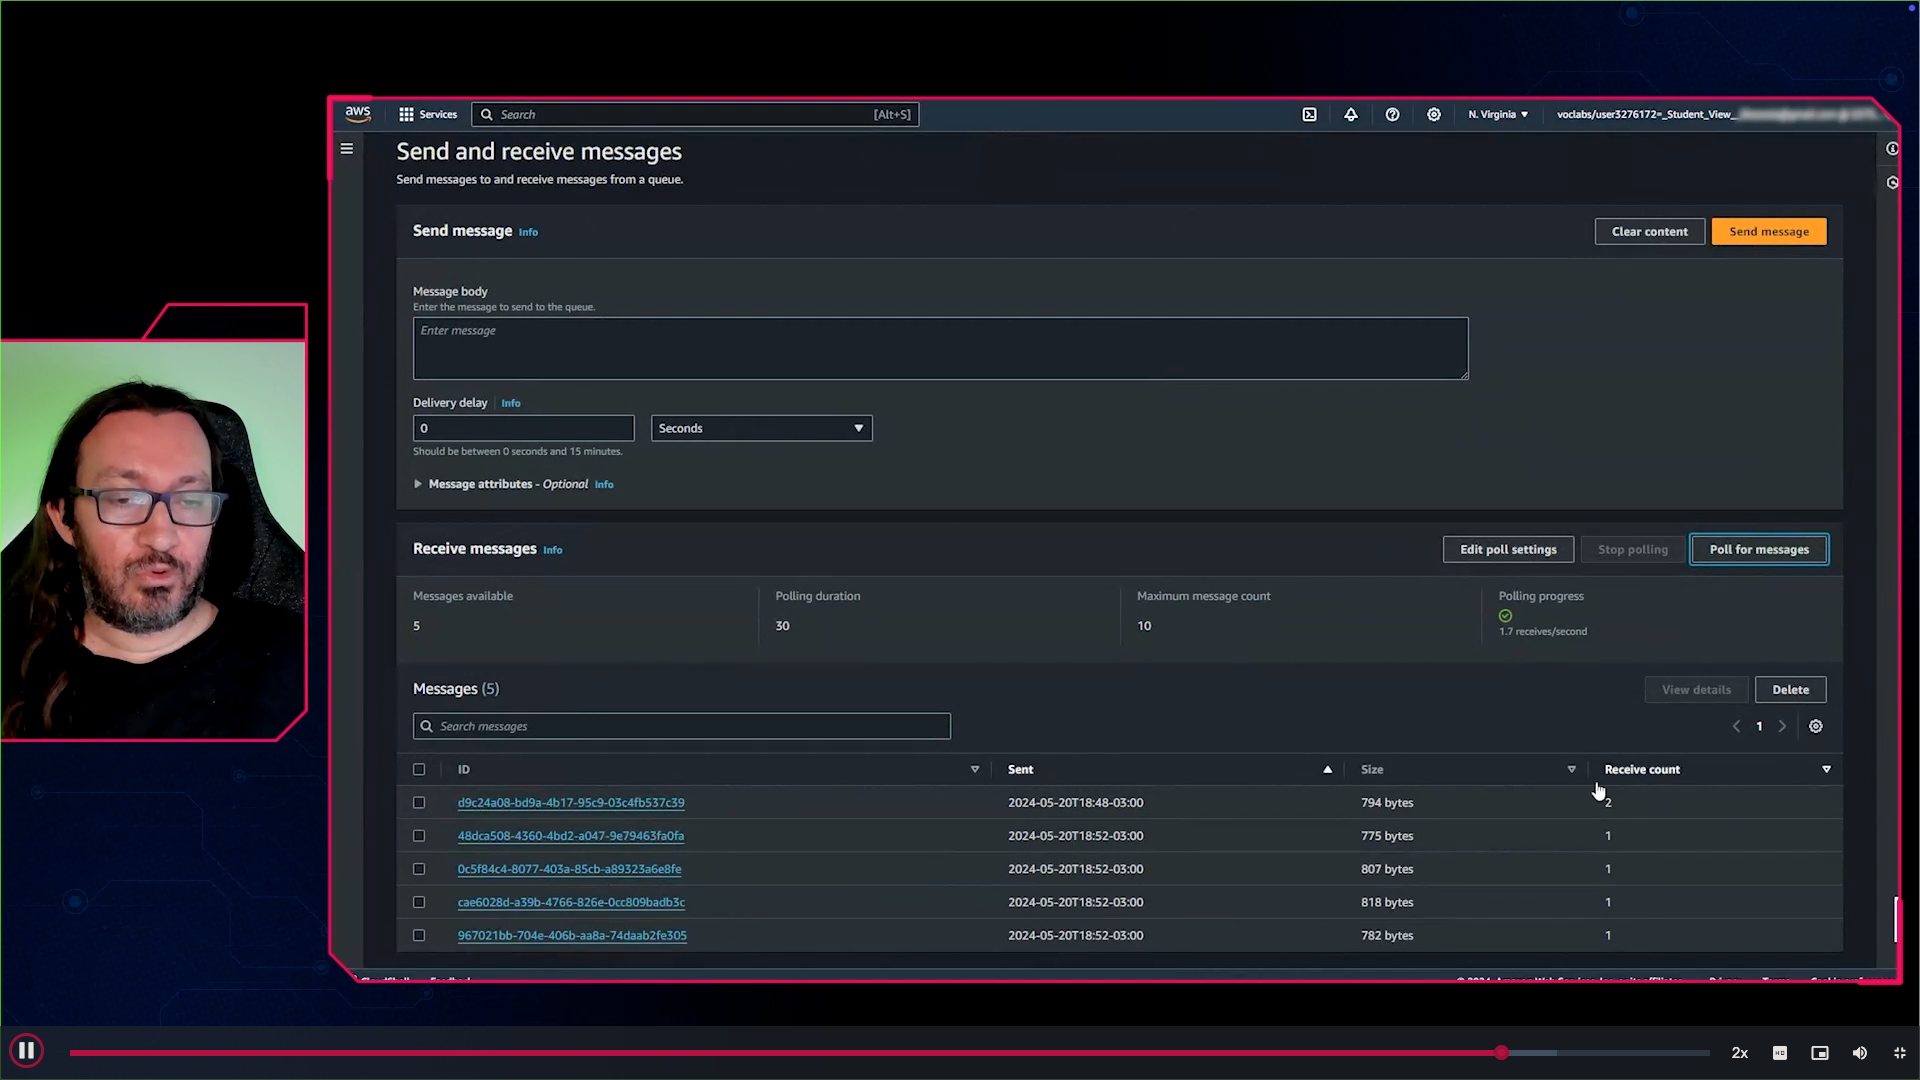 aws
Services
Search
[Alt+S]
N. Virginia
voclabs/user3276172=_Student_View_
Send and receive messages
Send messages to and receive messages from a queue.
Send message Info
Clear content
Send message
Message body
Enter the message to send to the queue.
Enter message
Delivery delay Info
0
Seconds
Should be between 0 seconds and 15 minutes.
Message attributes - Optional Info
Receive messages Info
Edit poll settings
Stop polling
Poll for messages
Messages available
5
Polling duration
30
Maximum message count
10
Polling progress
1.7 receives/second
Messages (5)
View details
Delete
Search messages
1
ID Sent Size Receive count
d9c24a08-bd9a-4b17-95c9-03c4fb537c39 2024-05-20T18:48-03:00 794 bytes 2
48dca508-4360-4bd2-a047-9e79463fa0fa 2024-05-20T18:52-03:00 775 bytes 1
0c5f84c4-8077-403a-85cb-a89323a6e8fe 2024-05-20T18:52-03:00 807 bytes 1
cae6028d-a39b-4766-826e-0cc809badb3c 2024-05-20T18:52-03:00 818 bytes 1
967021bb-704e-406b-aa8a-74daab2fe305 2024-05-20T18:52-03:00 782 bytes 1
2x